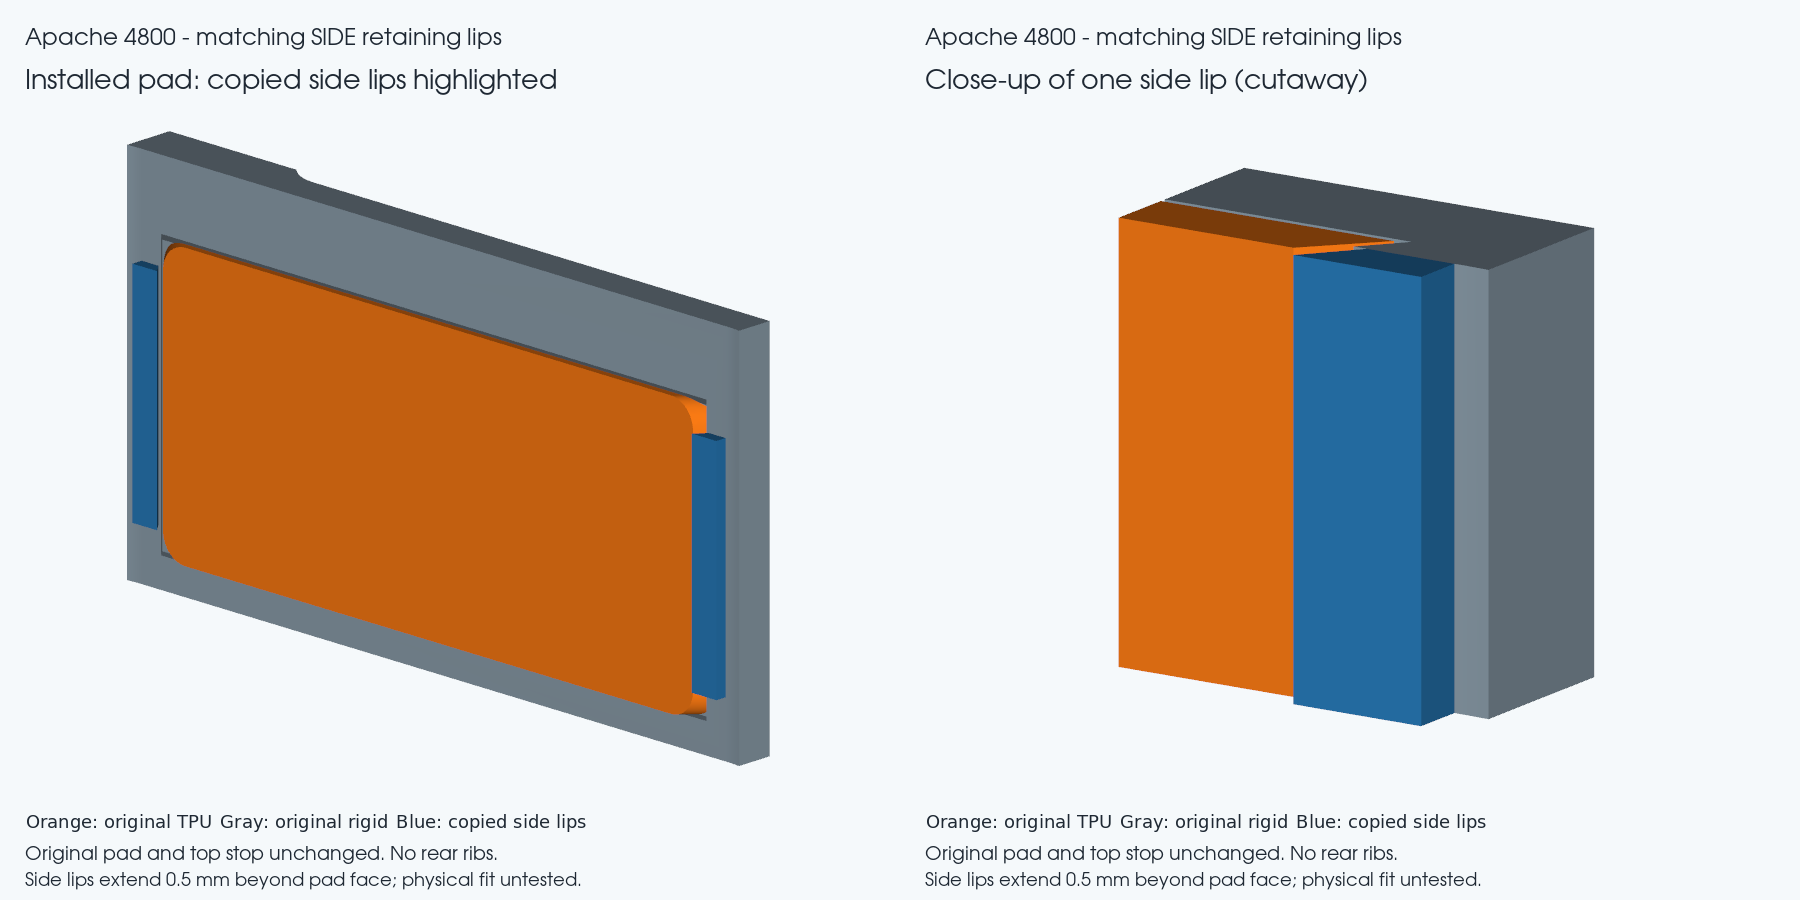 Apache 4800 - matching SIDE retaining lips
Installed pad: copied side lips highlighted
Orange: original TPU Gray: original rigid Blue: copied side lips
Original pad and top stop unchanged. No rear ribs.
Side lips extend 0.5 mm beyond pad face; physical fit untested.
Apache 4800 - matching SIDE retaining lips
Close-up of one side lip (cutaway)
Orange: original TPU Gray: original rigid Blue: copied side lips
Original pad and top stop unchanged. No rear ribs.
Side lips extend 0.5 mm beyond pad face; physical fit untested.